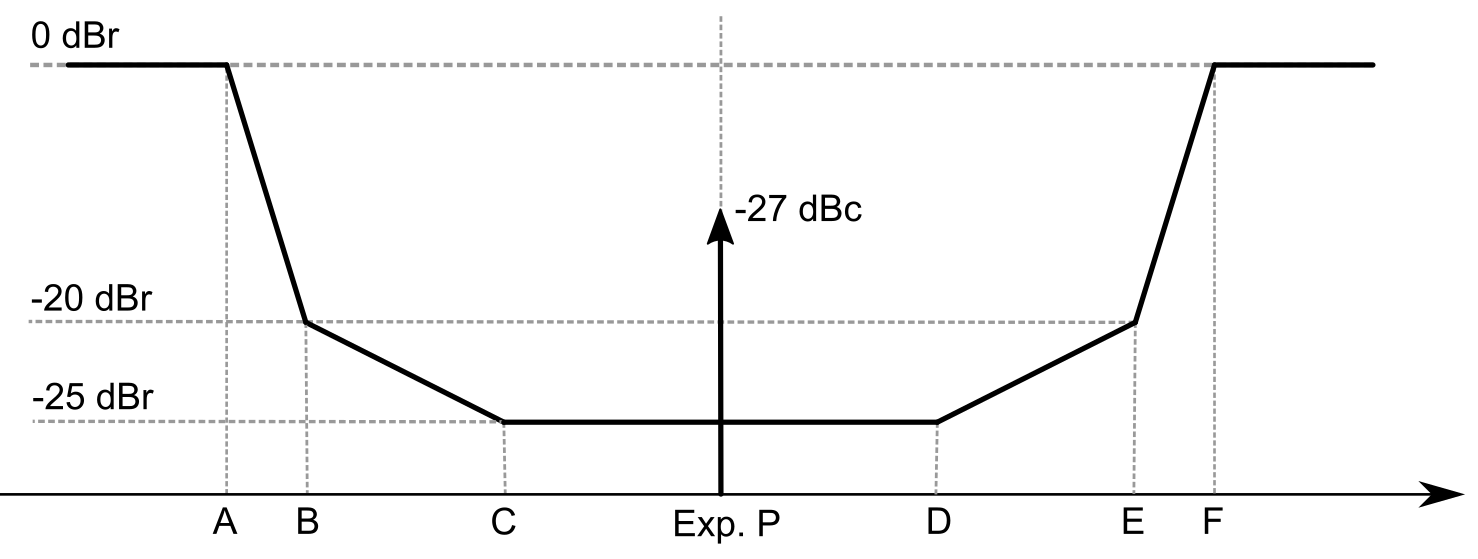 0 dBr
-27 dBc
-20 dBr
-25 dBr
A B C Exp. P D E F